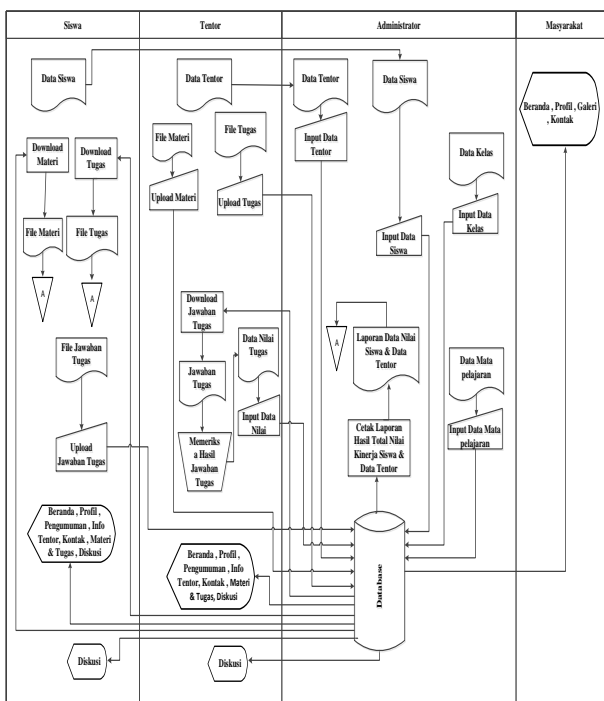 Siswa
Tentor
Administrator
Masyarakat
Data Siswa
Data Tentor
Data Tentor
Data Siswa
Beranda , Profil , Galeri
, Kontak
Download
Materi
Download
Tugas
File Materi
File Tugas
Input Data
Tentor
Data Kelas
Upload Materi
Upload Tugas
File Materi
File Tugas
Input Data
Siswa
Input Data
Kelas
A
A
Download
Jawaban
Tugas
A
Laporan Data Nilai
Siswa & Data
Tentor
File Jawaban
Tugas
Data Nilai
Tugas
Data Mata
pelajaran
Jawaban
Tugas
Input Data
Nilai
Cetak Laporan
Hasil Total Nilai
Kinerja Siswa &
Data Tentor
Input Data Mata
pelajaran
Upload
Jawaban Tugas
Memeriks
a Hasil
Jawaban
Tugas
Beranda , Profil ,
Pengumuman , Info
Tentor, Kontak , Materi
& Tugas , Diskusi
Beranda , Profil ,
Pengumuman , Info
Tentor, Kontak , Materi
& Tugas, Diskusi
Database
Diskusi
Diskusi